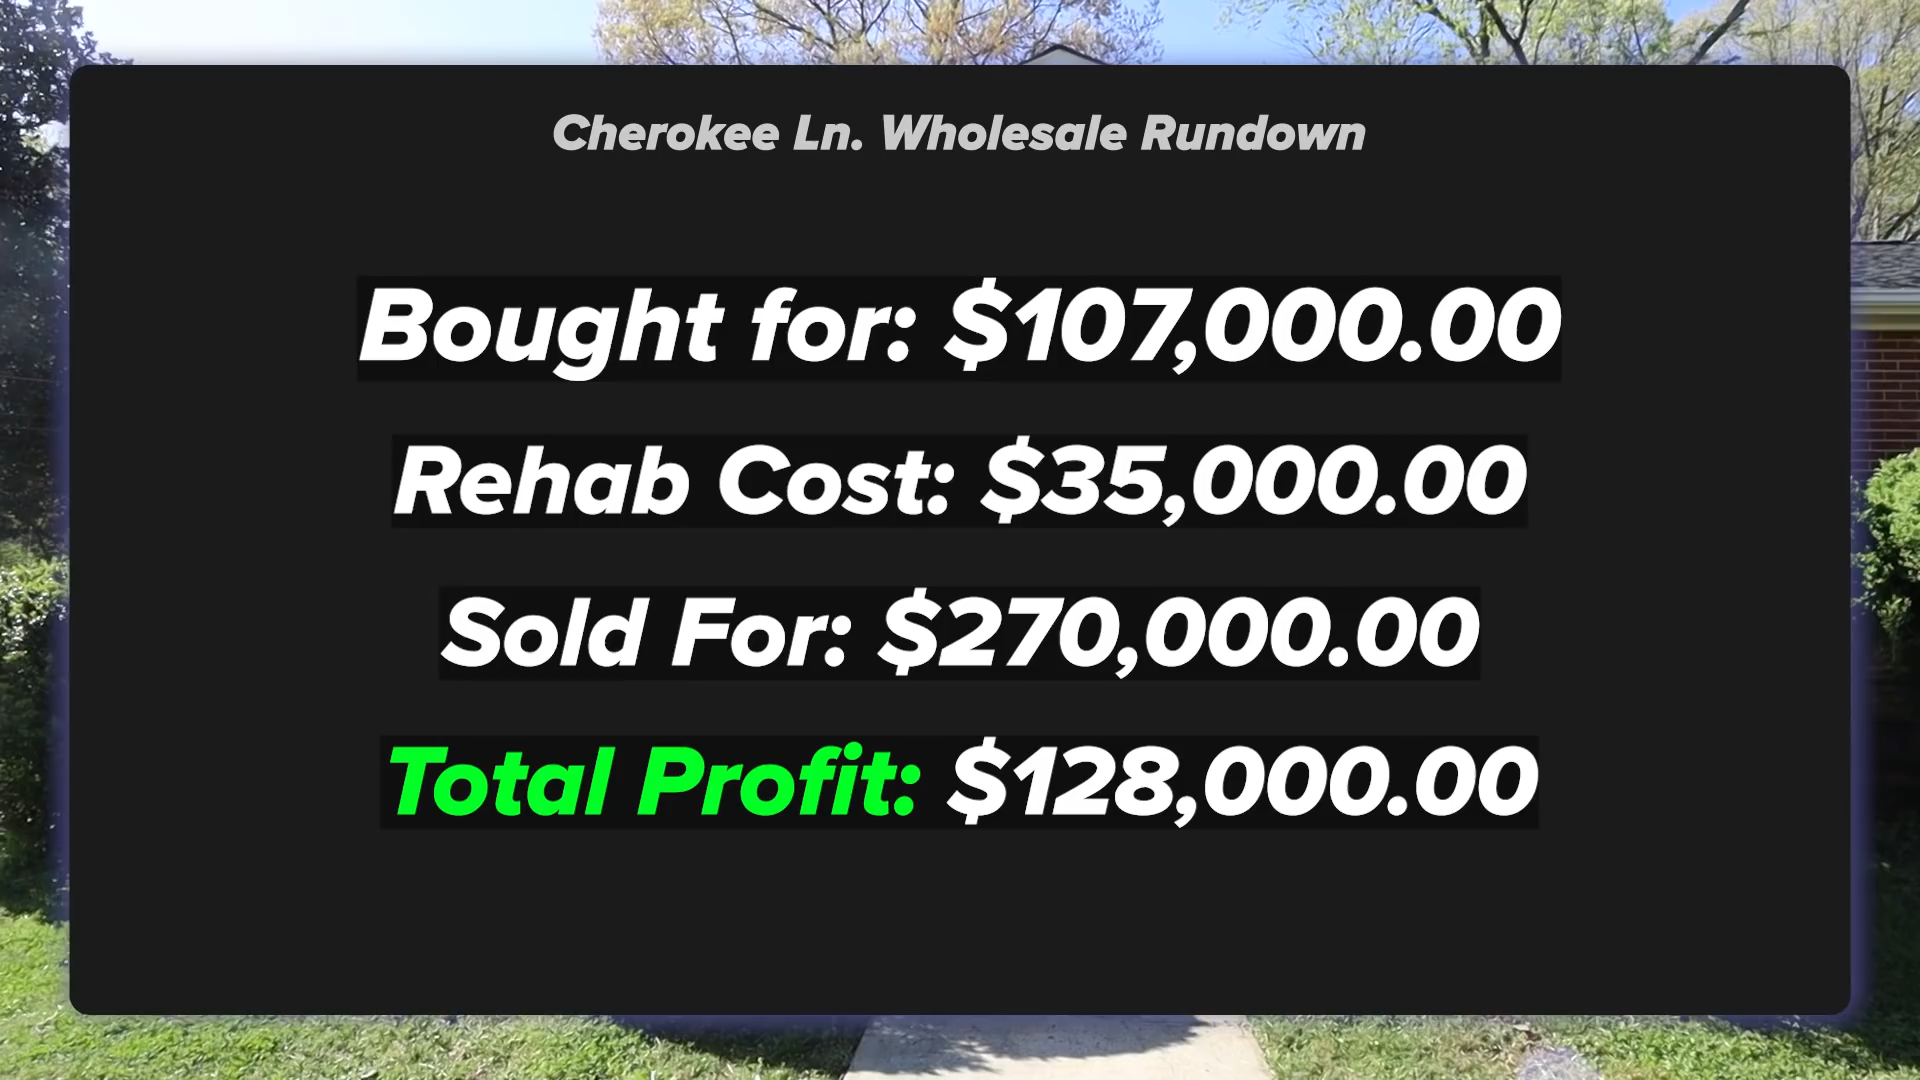 Cherokee Ln. Wholesale Rundown
Bought for: $107,000.00
Rehab Cost: $35,000.00
Sold For: $270,000.00
Total Profit: $128,000.00